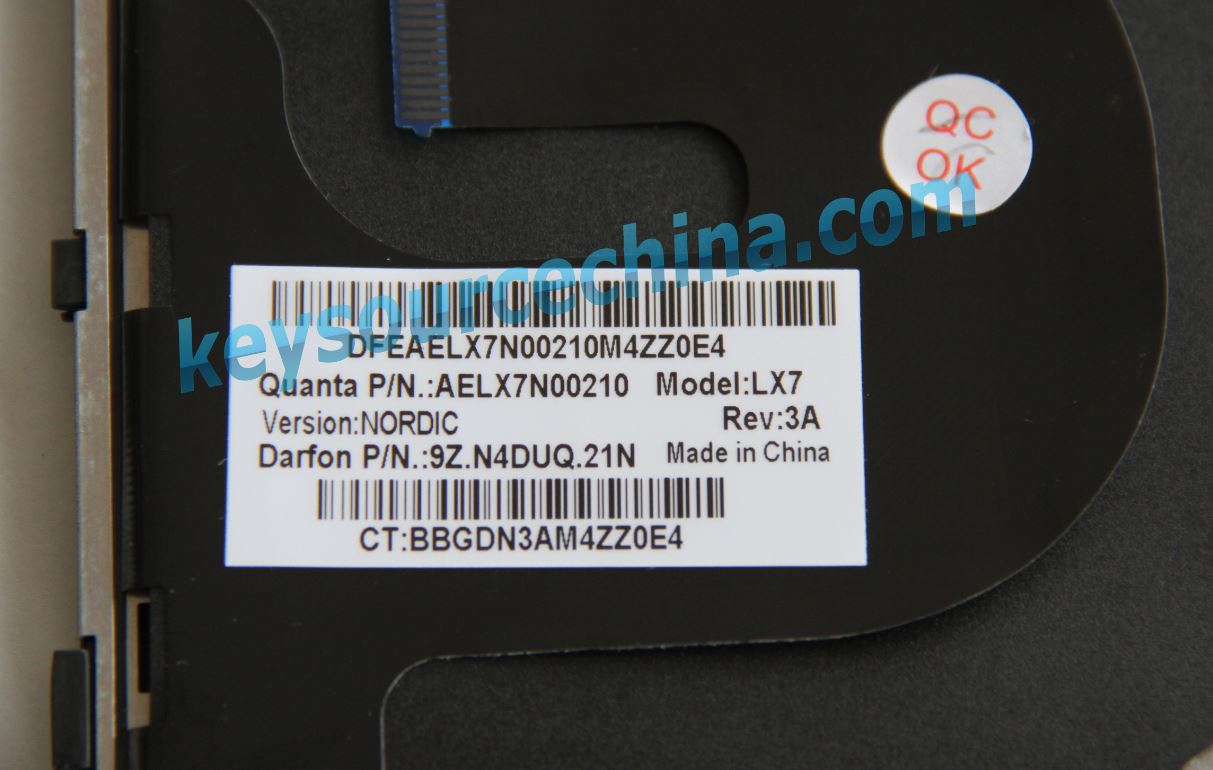 QC
OK
keysourcechina.com
DFEAELX7N00210M4ZZ0E4
Quanta P/N.:AELX7N00210 Model:LX7
Version:NORDIC Rev:3A
Darfon P/N.:9Z.N4DUQ.21N Made in China
CT:BBGDN3AM4ZZ0E4